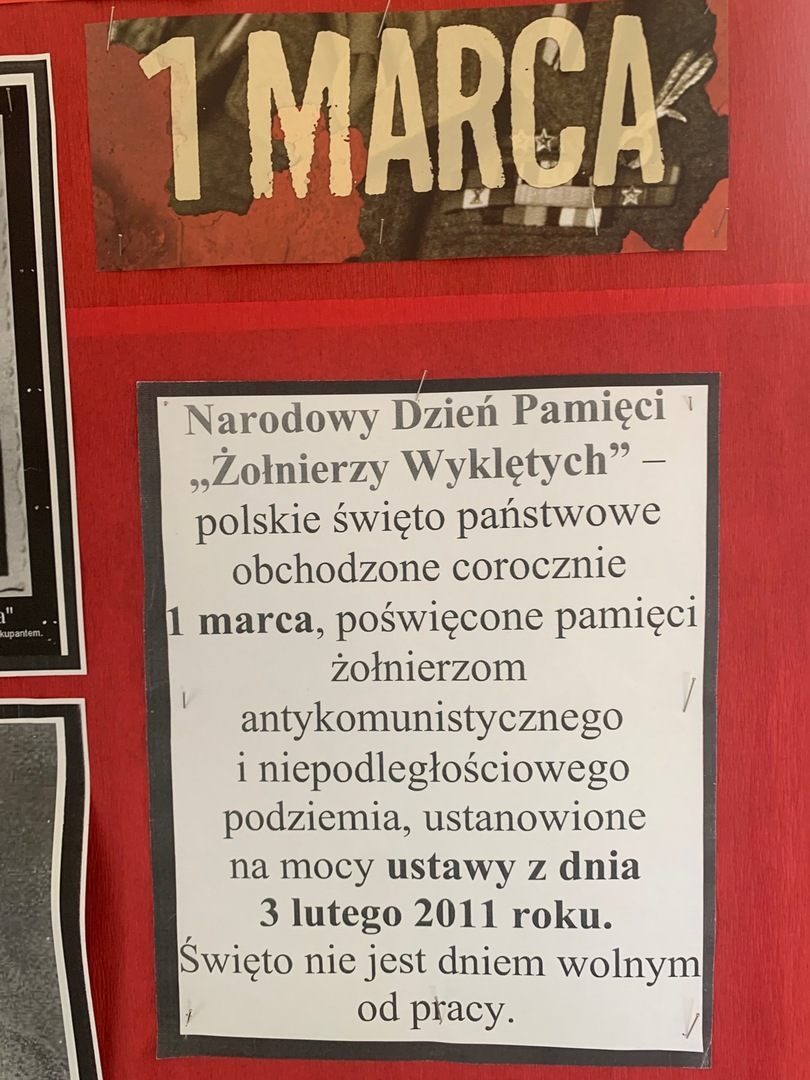 1 MARCA
Narodowy Dzień Pamięci
„Żołnierzy Wyklętych” –
polskie święto państwowe
obchodzone corocznie
1 marca, poświęcone pamięci
żołnierzom
antykomunistycznego
i niepodległościowego
podziemia, ustanowione
na mocy ustawy z dnia
3 lutego 2011 roku.
Święto nie jest dniem wolnym
od pracy.
a"
kupantem.